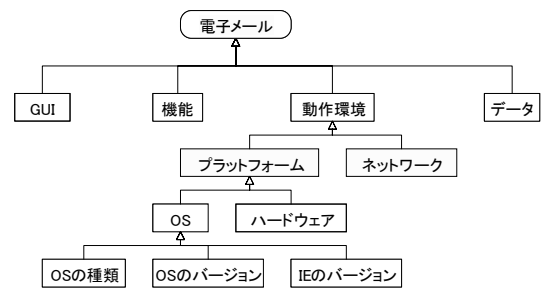 電子メール
GUI
機能
動作環境
データ
プラットフォーム
ネットワーク
OS
ハードウェア
OSの種類
OSのバージョン
IEのバージョン